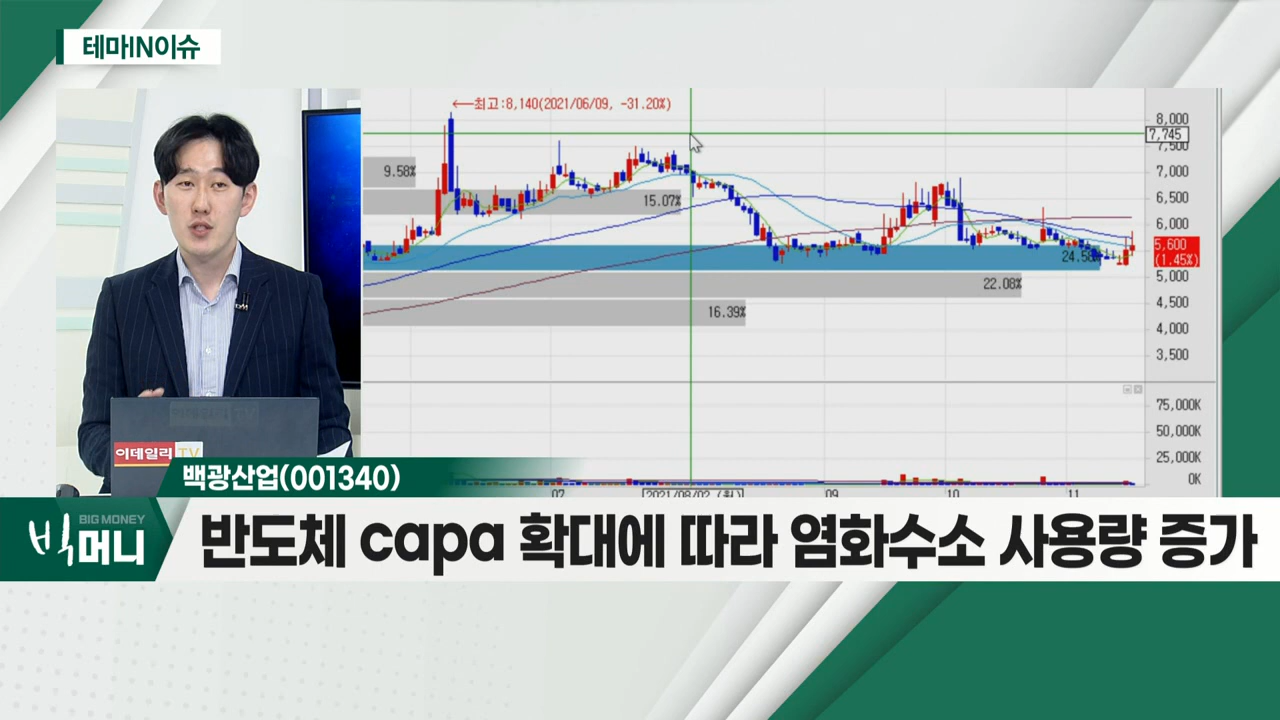 테마IN이슈
←최고:8,140(2021/06/09, -31.20%)
8,000
7,745
7,500
7,000
6,500
6,000
5,600
(1.45%)
5,000
4,500
4,000
3,500
9.58%
15.07%
24.58%
22.08%
16.39%
75,000K
50,000K
25,000K
0K
07
2021/08/02
09
10
11
이데일리TV
백광산업(001340)
BIG MONEY
빅머니
반도체 capa 확대에 따라 염화수소 사용량 증가